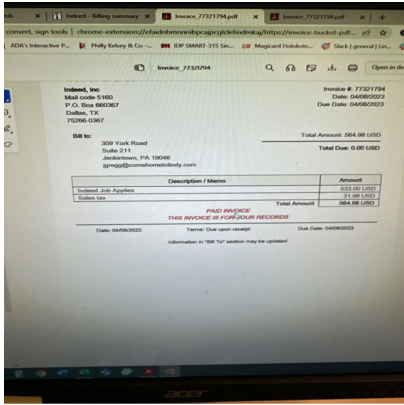 Indeed - Billing summary
Invoice_77321794.pdf
Invoice_77321794.pdf
convert, sign tools
chrome-extension://efaidnbmnnnibpcajpcglclefindmkaj/https://invoice-bucket-pdf...
ADA's Interactive P...
Philly Kelsey & Co -...
IDP SMART-31S Sin...
Magicard Holokote...
Slack | general | Lin...
Invoice_77321794
Open in de
Indeed, Inc
Mail code 5160
P.O. Box 660367
Dallas, TX
75266-0367
Invoice #: 77321794
Date: 04/06/2023
Due Date: 04/06/2023
Bill to:
309 York Road
Suite 211
Jenkintown, PA 19046
jgregg@comehometolindy.com
Total Amount: 564.98 USD
Total Due: 0.00 USD
Description / Memo Amount
Indeed Job Applies 533.00 USD
Sales tax 31.98 USD
Total Amount 564.98 USD
PAID INVOICE
THIS INVOICE IS FOR YOUR RECORDS
Date: 04/06/2023 Terms: Due upon receipt Due Date: 04/06/2023
Information in "Bill To" section may be updated
acer